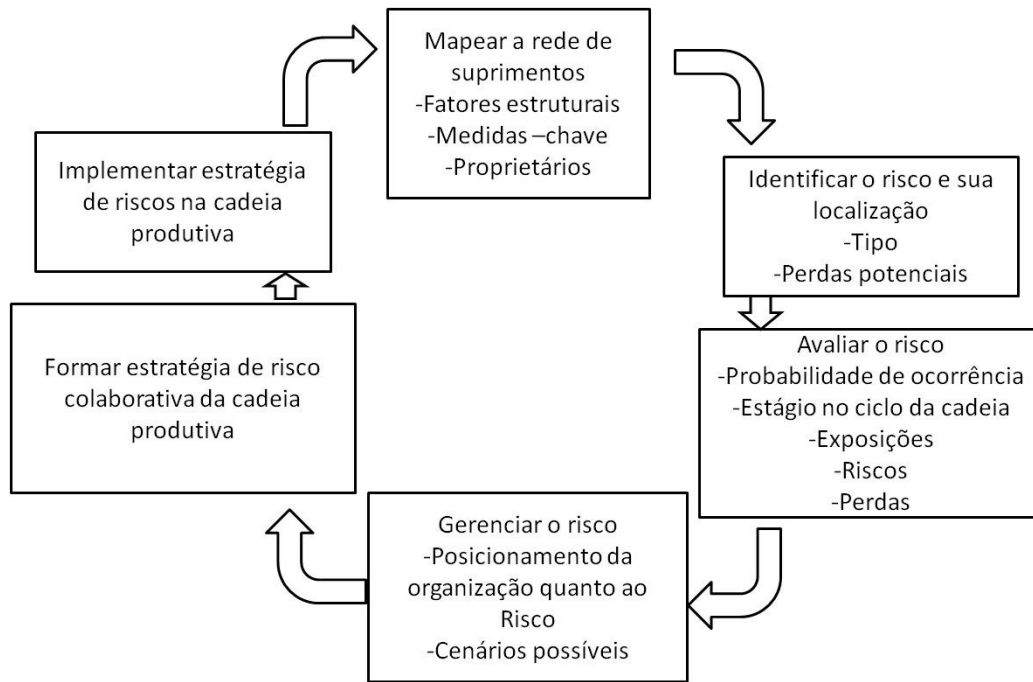 Mapear a rede de
suprimentos
-Fatores estruturais
-Medidas –chave
-Proprietários
Identificar o risco e sua
localização
-Tipo
-Perdas potenciais
Avaliar o risco
-Probabilidade de ocorrência
-Estágio no ciclo da cadeia
-Exposições
-Riscos
-Perdas
Gerenciar o risco
-Posicionamento da
organização quanto ao
Risco
-Cenários possíveis
Formar estratégia de risco
colaborativa da cadeia
produtiva
Implementar estratégia
de riscos na cadeia
produtiva